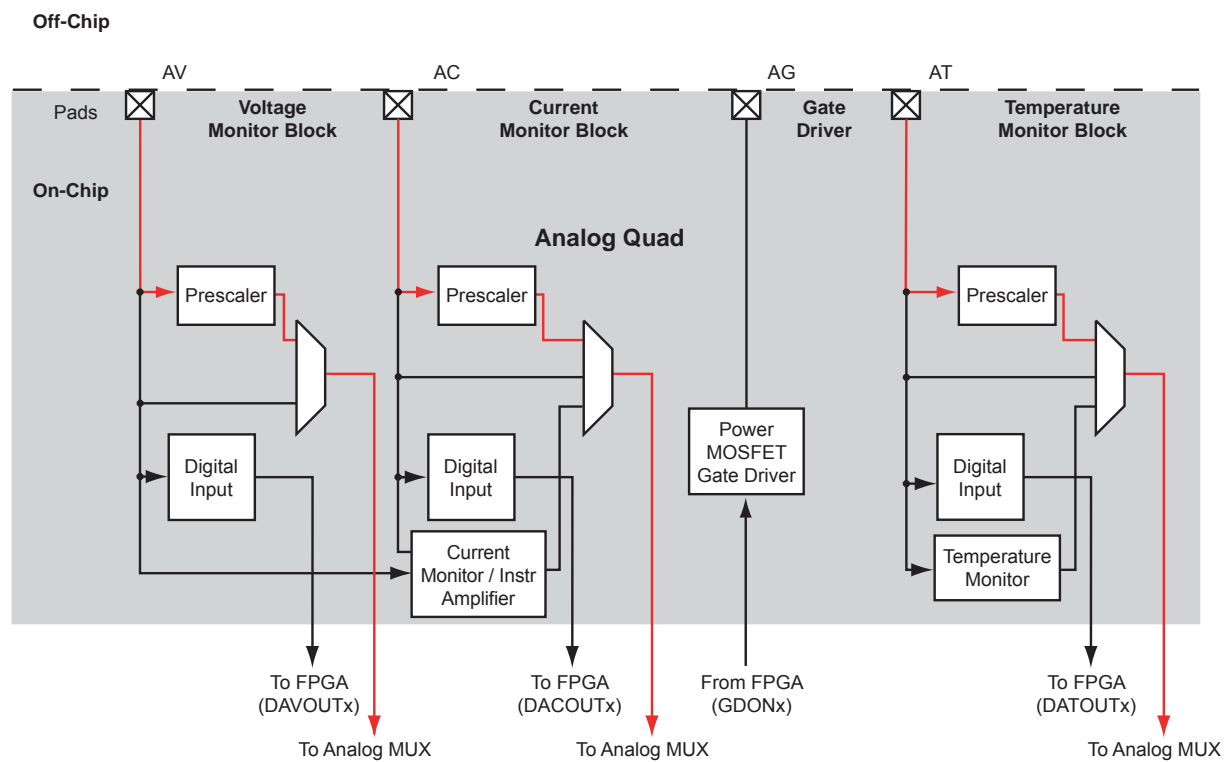 Off-Chip
AV
AC
AG
AT
Pads
Voltage
Monitor Block
Current
Monitor Block
Gate
Driver
Temperature
Monitor Block
On-Chip
Analog Quad
Prescaler
Prescaler
Prescaler
Power
MOSFET
Gate Driver
Digital
Input
Digital
Input
Digital
Input
Current
Monitor / Instr
Amplifier
Temperature
Monitor
To FPGA
(DAVOUTx)
To FPGA
(DACOUTx)
From FPGA
(GDONx)
To FPGA
(DATOUTx)
To Analog MUX
To Analog MUX
To Analog MUX